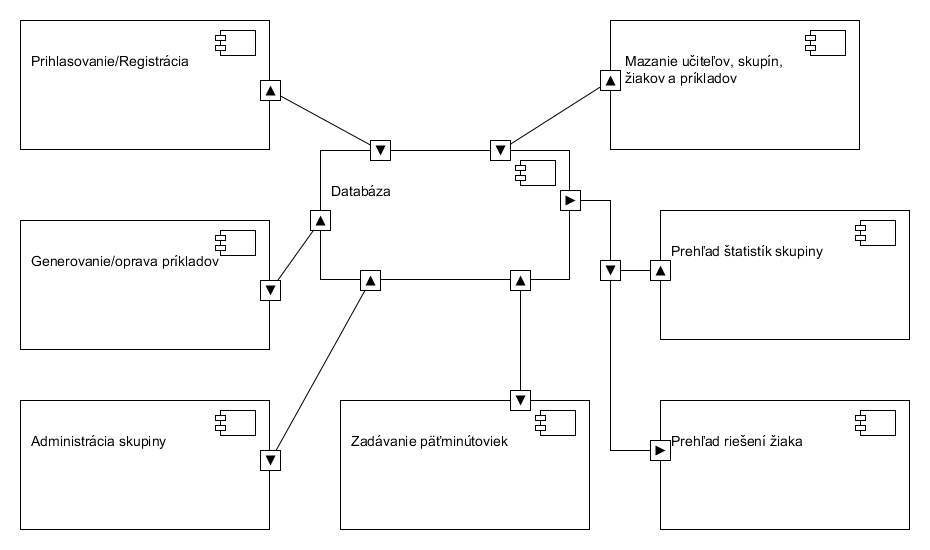 Prihlasovanie/Registrácia
Mazanie učiteľov, skupín,
žiakov a príkladov
Databáza
Generovanie/oprava príkladov
Prehľad štatistík skupiny
Administrácia skupiny
Zadávanie päťminútoviek
Prehľad riešení žiaka